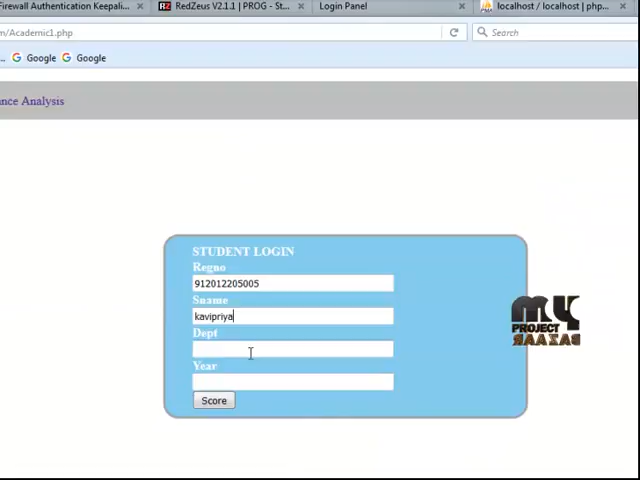 Firewall Authentication Keepali... × RedZeus V2.1.1 | PROG - St... × Login Panel × localhost / localhost | php... ×
m/Academic1.php Search
... Google Google
nce Analysis
STUDENT LOGIN
Regno
912012205005
Sname
kavipriya
Dept
Year
Score
my
PROJECT
BAZAAR